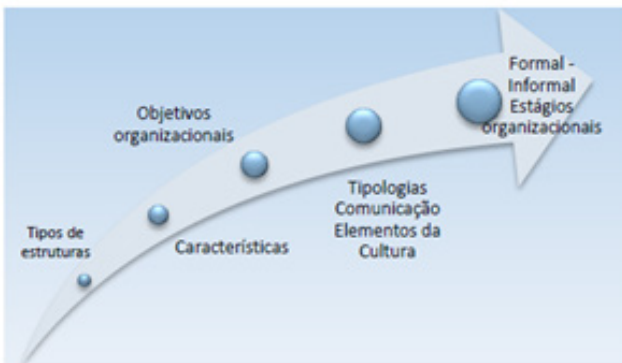 Tipos de
estruturas
Características
Objetivos
organizacionais
Tipologias
Comunicação
Elementos da
Cultura
Formal -
Informal
Estágios
organizacionais